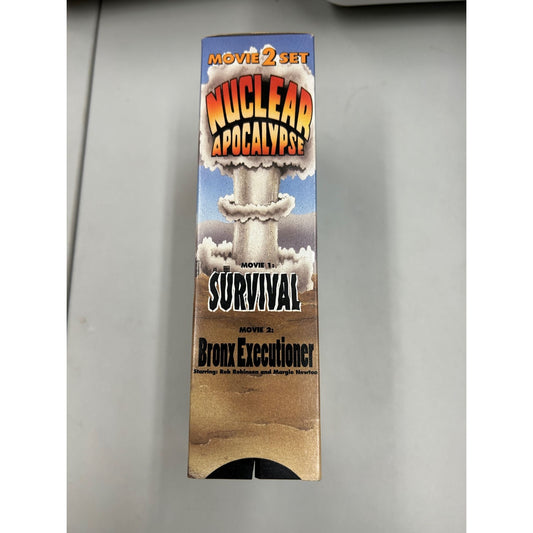 MOVIE 2 SET
NUCLEAR
APOCALYPSE
MOVIE 1:
SURVIVAL
MOVIE 2:
Bronx Executioner
Starring: Rob Robinson and Margie Newton